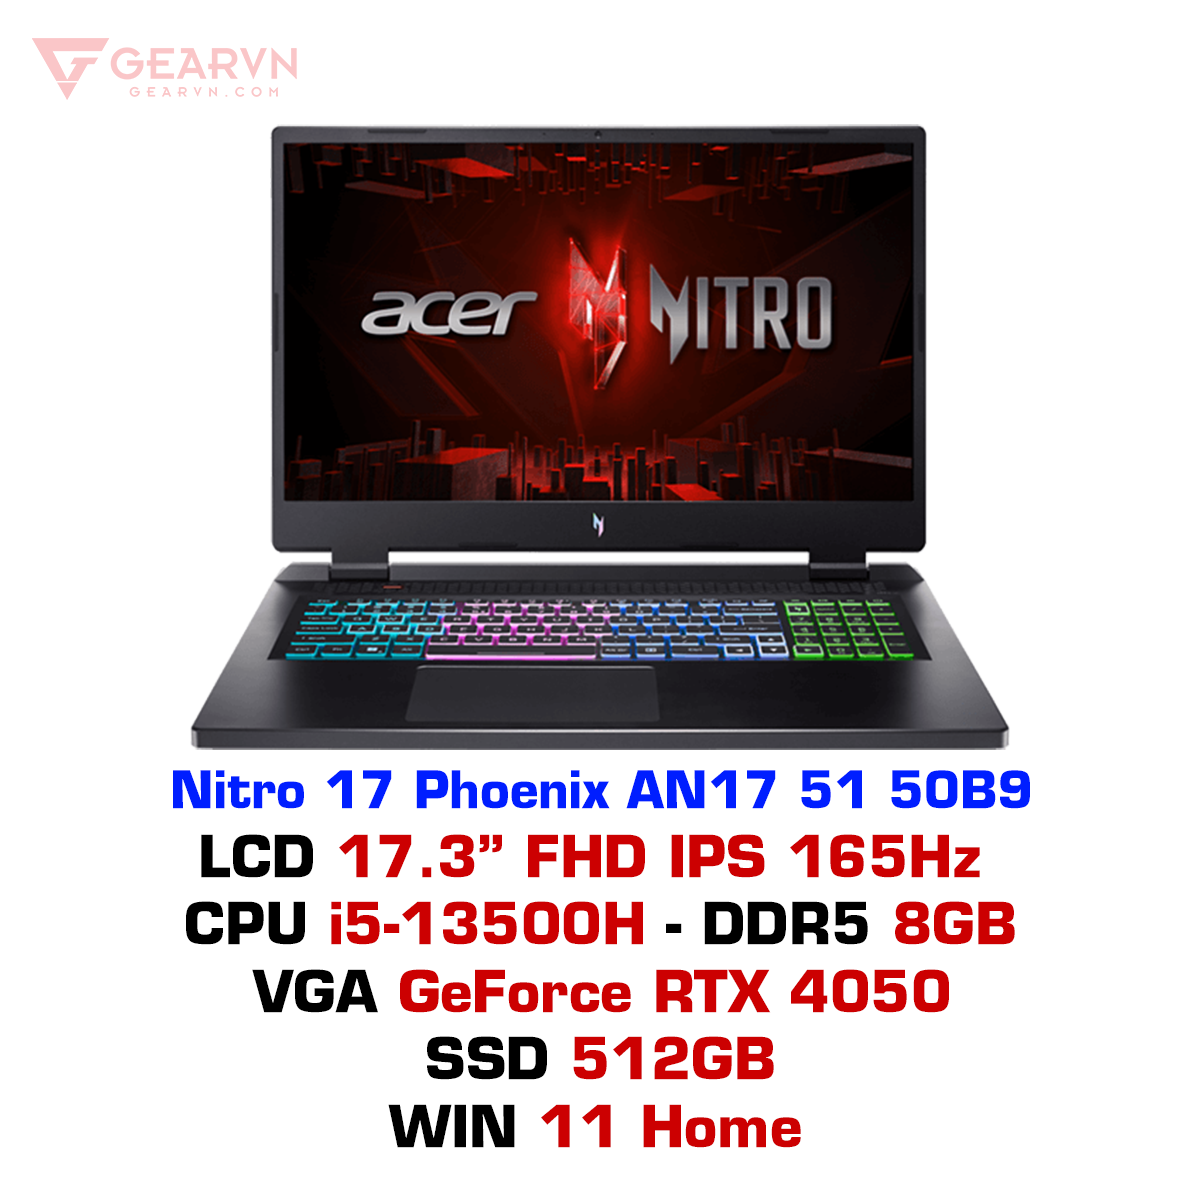 GEARVN
GEARVN.COM
acer NITRO
Nitro 17 Phoenix AN17 51 50B9
LCD 17.3” FHD IPS 165Hz
CPU i5-13500H - DDR5 8GB
VGA GeForce RTX 4050
SSD 512GB
WIN 11 Home